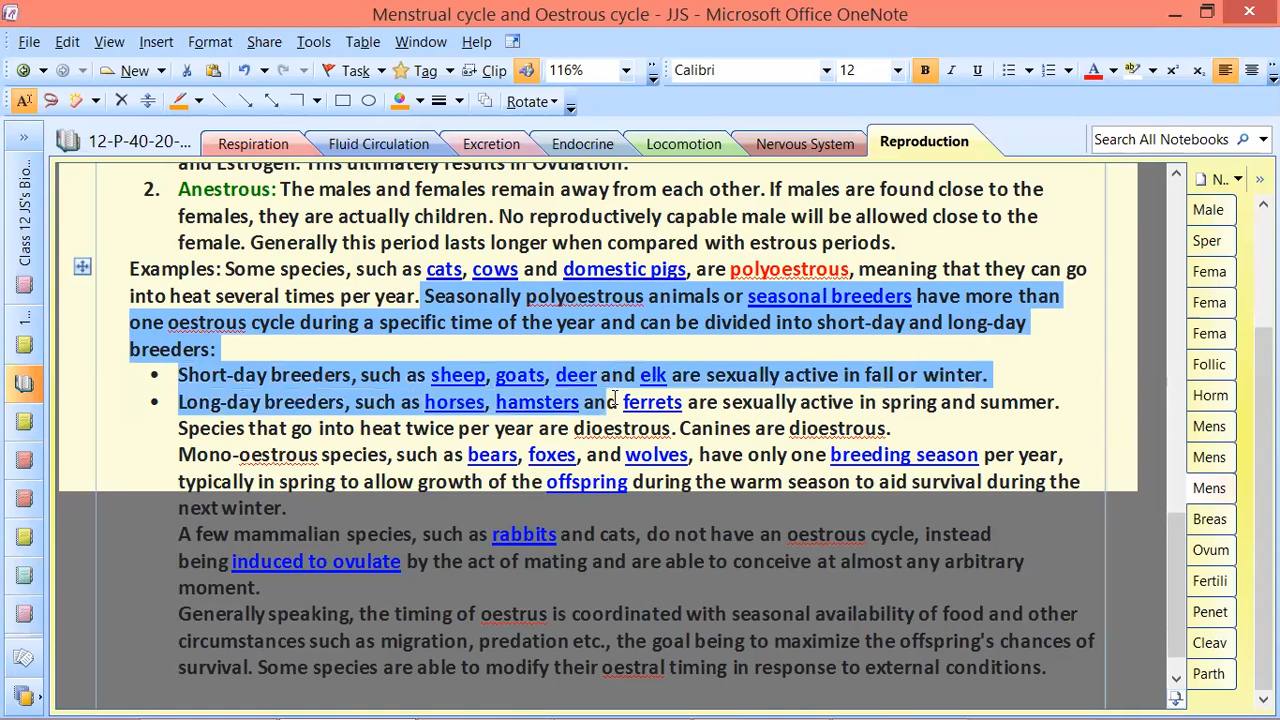 Menstrual cycle and Oestrous cycle - JJS - Microsoft Office OneNote
File Edit View Insert Format Share Tools Table Window Help
New Task Tag Clip 116% Calibri 12 B I U A x² x₂
A I Rotate
12-P-40-20-... Respiration Fluid Circulation Excretion Endocrine Locomotion Nervous System Reproduction Search All Notebooks
Class 12 JJS's Bio...
and Estrogen. This ultimately results in Ovulation.
2. Anestrous: The males and females remain away from each other. If males are found close to the
females, they are actually children. No reproductively capable male will be allowed close to the
female. Generally this period lasts longer when compared with estrous periods.
Examples: Some species, such as cats, cows and domestic pigs, are polyoestrous, meaning that they can go
into heat several times per year. Seasonally polyoestrous animals or seasonal breeders have more than
one oestrous cycle during a specific time of the year and can be divided into short-day and long-day
breeders:
• Short-day breeders, such as sheep, goats, deer and elk are sexually active in fall or winter.
• Long-day breeders, such as horses, hamsters and ferrets are sexually active in spring and summer.
Species that go into heat twice per year are dioestrous. Canines are dioestrous.
Mono-oestrous species, such as bears, foxes, and wolves, have only one breeding season per year,
typically in spring to allow growth of the offspring during the warm season to aid survival during the
next winter.
A few mammalian species, such as rabbits and cats, do not have an oestrous cycle, instead
being induced to ovulate by the act of mating and are able to conceive at almost any arbitrary
moment.
Generally speaking, the timing of oestrus is coordinated with seasonal availability of food and other
circumstances such as migration, predation etc., the goal being to maximize the offspring's chances of
survival. Some species are able to modify their oestral timing in response to external conditions.
N..
Male
Sper
Fema
Fema
Fema
Follic
Horm
Mens
Mens
Mens
Breas
Ovum
Fertili
Penet
Cleav
Parth